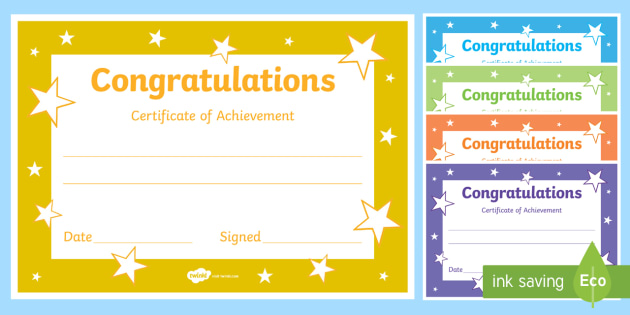 Congratulations
Certificate of Achievement
Date
Signed
twinkl
Congratulations
Certificate of Achievement
Congratulations
Congratulations
Certificate of Achievement
Congratulations
Certificate of Achievement
Date
ink saving
Eco